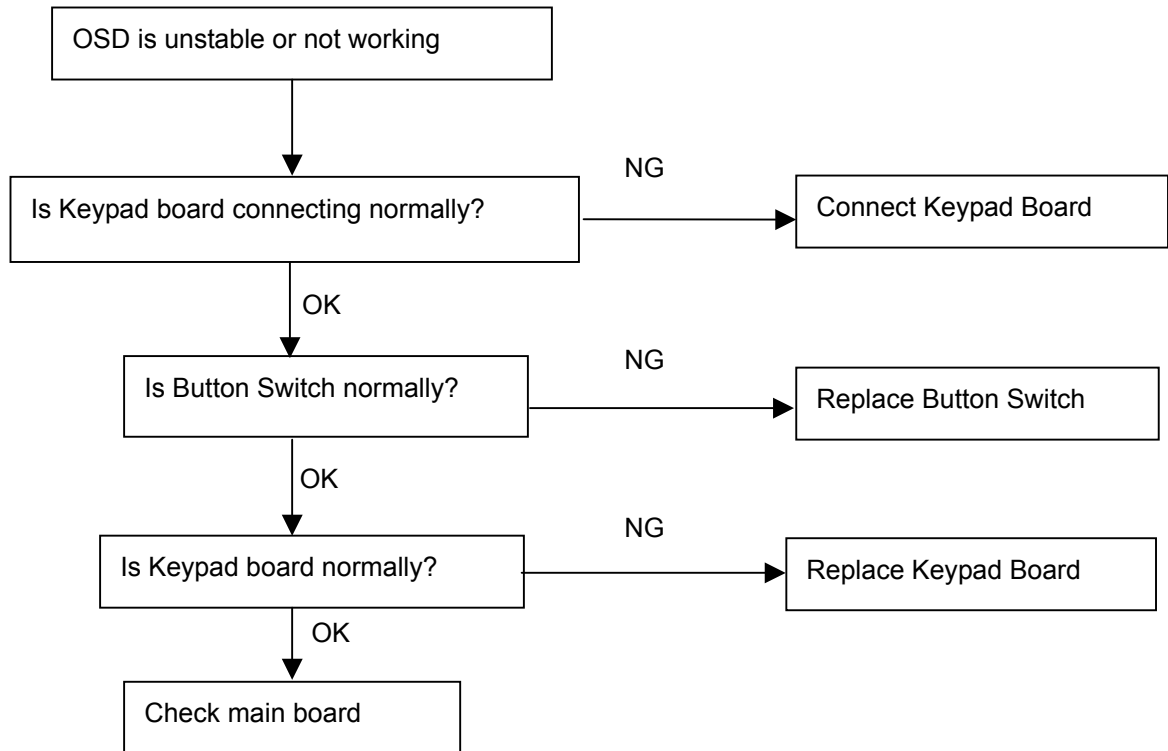 OSD is unstable or not working
NG
Is Keypad board connecting normally?
Connect Keypad Board
OK
NG
Is Button Switch normally?
Replace Button Switch
OK
NG
Is Keypad board normally?
Replace Keypad Board
OK
Check main board